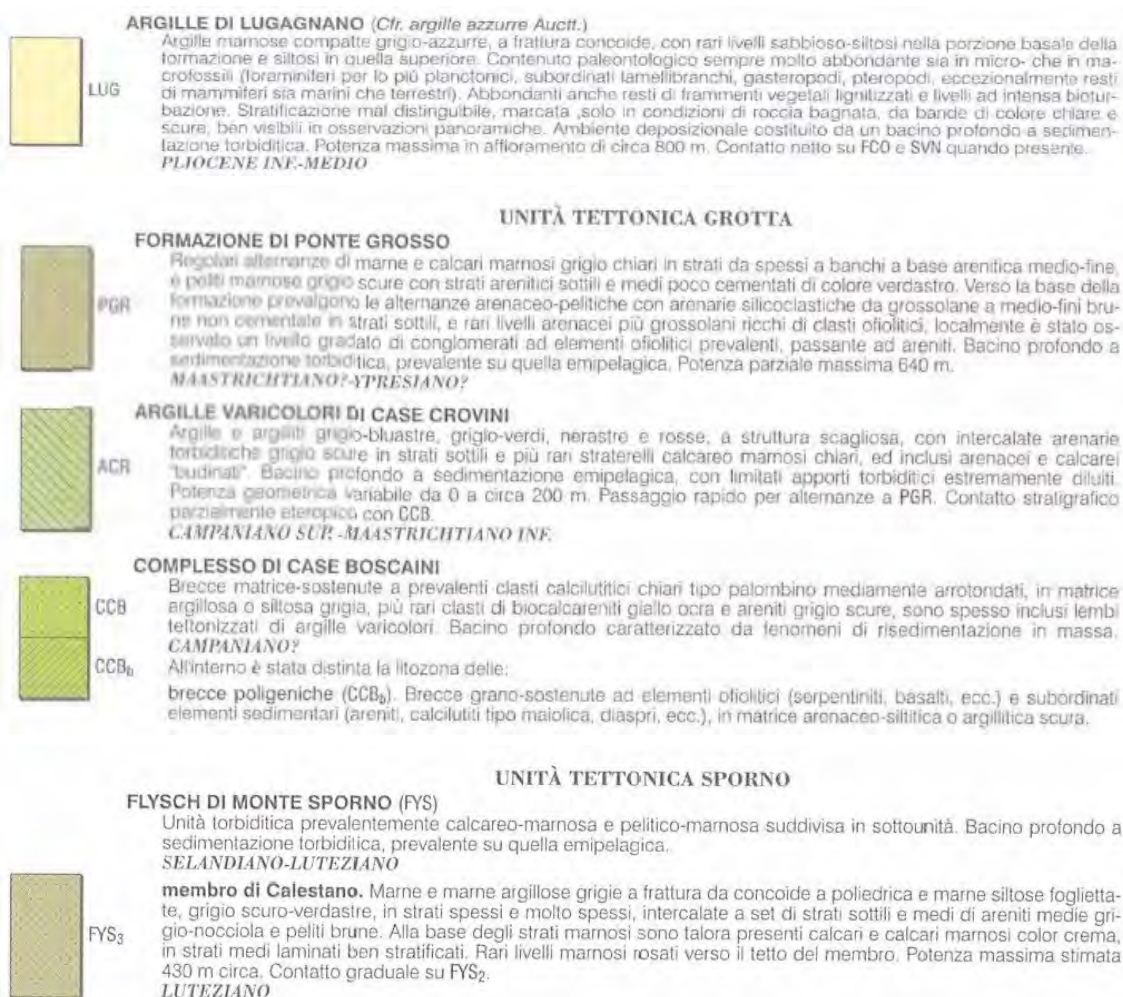 ARGILLE DI LUGAGNANO (Cfr. argille azzurre Auctt.)
Argille marnose compatte grigio-azzurre, a frattura concoide, con rari livelli sabbioso-siltosi nella porzione basale della
formazione e siltosi in quella superiore. Contenuto paleontologico sempre molto abbondante sia in micro- che in ma-
crofossili (foraminiferi per lo più planctonici, subordinati lamellibranchi, gasteropodi, pteropodi, eccezionalmente resti
di mammiferi sia marini che terrestri). Abbondanti anche resti di frammenti vegetali lignitizzati e livelli ad intensa biotur-
bazione. Stratificazione mal distinguibile, marcata ,solo in condizioni di roccia bagnata, da bande di colore chiare e
scure, ben visibili in osservazioni panoramiche. Ambiente deposizionale costituito da un bacino profondo a sedimen-
tazione torbiditica. Potenza massima in affioramento di circa 800 m. Contatto netto su FCO e SVN quando presente.
PLIOCENE INF.-MEDIO
LUG
UNITÀ TETTONICA GROTTA
FORMAZIONE DI PONTE GROSSO
Regolari alternanze di marne e calcari marnosi grigio chiari in strati da spessi a banchi a base arenitica medio-fine,
e peliti marnose grigio scure con strati arenitici sottili e medi poco cementati di colore verdastro. Verso la base della
formazione prevalgono le alternanze arenaceo-pelitiche con arenarie silicoclastiche da grossolane a medio-fini bru-
ne non cementate in strati sottili, e rari livelli arenacei più grossolani ricchi di clasti ofiolitici, localmente è stato os-
servato un livello gradato di conglomerati ad elementi ofiolitici prevalenti, passante ad areniti. Bacino profondo a
sedimentazione torbiditica, prevalente su quella emipelagica. Potenza parziale massima 640 m.
MAASTRICHTIANO?-YPRESIANO?
PGR
ARGILLE VARICOLORI DI CASE CROVINI
Argille e argilliti grigio-bluastre, grigio-verdi, nerastre e rosse, a struttura scagliosa, con intercalate arenarie
torbiditiche grigio scure in strati sottili e più rari straterelli calcareo marnosi chiari, ed inclusi arenacei e calcarei
"budinati". Bacino profondo a sedimentazione emipelagica, con limitati apporti torbiditici estremamente diluiti.
Potenza geometrica variabile da 0 a circa 200 m. Passaggio rapido per alternanze a PGR. Contatto stratigrafico
parzialmente eteropico con CCB.
CAMPANIANO SUP. -MAASTRICHTIANO INF.
ACR
COMPLESSO DI CASE BOSCAINI
Brecce matrice-sostenute a prevalenti clasti calcilutitici chiari tipo palombino mediamente arrotondati, in matrice
argillosa o siltosa grigia, più rari clasti di biocalcareniti giallo ocra e areniti grigio scure, sono spesso inclusi lembi
tettonizzati di argille varicolori. Bacino profondo caratterizzato da fenomeni di risedimentazione in massa.
CAMPANIANO?
CCB
All'interno è stata distinta la litozona delle:
CCBb
brecce poligeniche (CCBb). Brecce grano-sostenute ad elementi ofiolitici (serpentiniti, basalti, ecc.) e subordinati
elementi sedimentari (areniti, calcilutiti tipo maiolica, diaspri, ecc.), in matrice arenaceo-siltitica o argillitica scura.
UNITÀ TETTONICA SPORNO
FLYSCH DI MONTE SPORNO (FYS)
Unità torbiditica prevalentemente calcareo-marnosa e pelitico-marnosa suddivisa in sottounità. Bacino profondo a
sedimentazione torbiditica, prevalente su quella emipelagica.
SELANDIANO-LUTEZIANO
membro di Calestano. Marne e marne argillose grigie a frattura da concoide a poliedrica e marne siltose foglietta-
te, grigio scuro-verdastre, in strati spessi e molto spessi, intercalate a set di strati sottili e medi di areniti medie gri-
gio-nocciola e peliti brune. Alla base degli strati marnosi sono talora presenti calcari e calcari marnosi color crema,
in strati medi laminati ben stratificati. Rari livelli marnosi rosati verso il tetto del membro. Potenza massima stimata
430 m circa. Contatto graduale su FYS2.
LUTEZIANO
FYS3